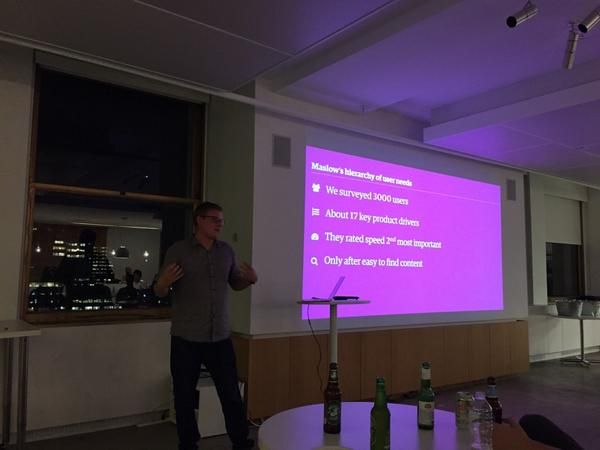 Maslow's hierarchy of user needs
We surveyed 3000 users
About 17 key product drivers
They rated speed 2nd most important
Only after easy to find content